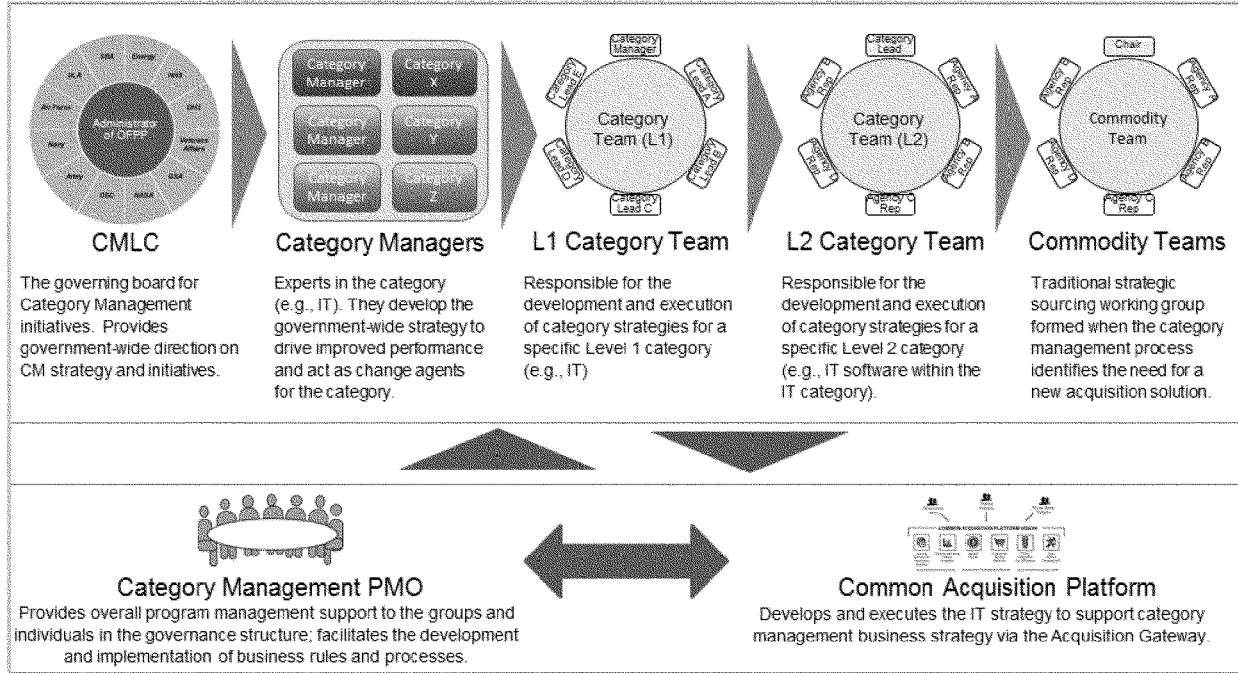 SBA
Energy
HHS
DHS
Veterans
Affairs
GSA
NASA
Army
Navy
Air Force
DLA
Administrator
of OFPP
Category
Manager
Category
X
Category
Manager
Category
Y
Category
Manager
Category
Z
Category
Manager
Category
Lead A
Category
Lead B
Category
Lead C
Category
Lead D
Category
Lead E
Category
Team (L1)
Category
Lead
Agency A
Rep
Agency B
Rep
Agency C
Rep
Agency D
Rep
Agency E
Rep
Category
Team (L2)
Chair
Agency A
Rep
Agency B
Rep
Agency C
Rep
Agency D
Rep
Commodity
Team
CMLC
Category Managers
L1 Category Team
L2 Category Team
Commodity Teams
The governing board for
Category Management
initiatives. Provides
government-wide direction on
CM strategy and initiatives.
Experts in the category
(e.g., IT). They develop the
government-wide strategy to
drive improved performance
and act as change agents
for the category.
Responsible for the
development and execution
of category strategies for a
specific Level 1 category
(e.g., IT)
Responsible for the
development and execution
of category strategies for a
specific Level 2 category
(e.g., IT software within the
IT category).
Traditional strategic
sourcing working group
formed when the category
management process
identifies the need for a
new acquisition solution.
Category Management PMO
Provides overall program management support to the groups and
individuals in the governance structure; facilitates the development
and implementation of business rules and processes.
COMMON ACQUISITION PLATFORM VISION
Common Acquisition Platform
Develops and executes the IT strategy to support category
management business strategy via the Acquisition Gateway.